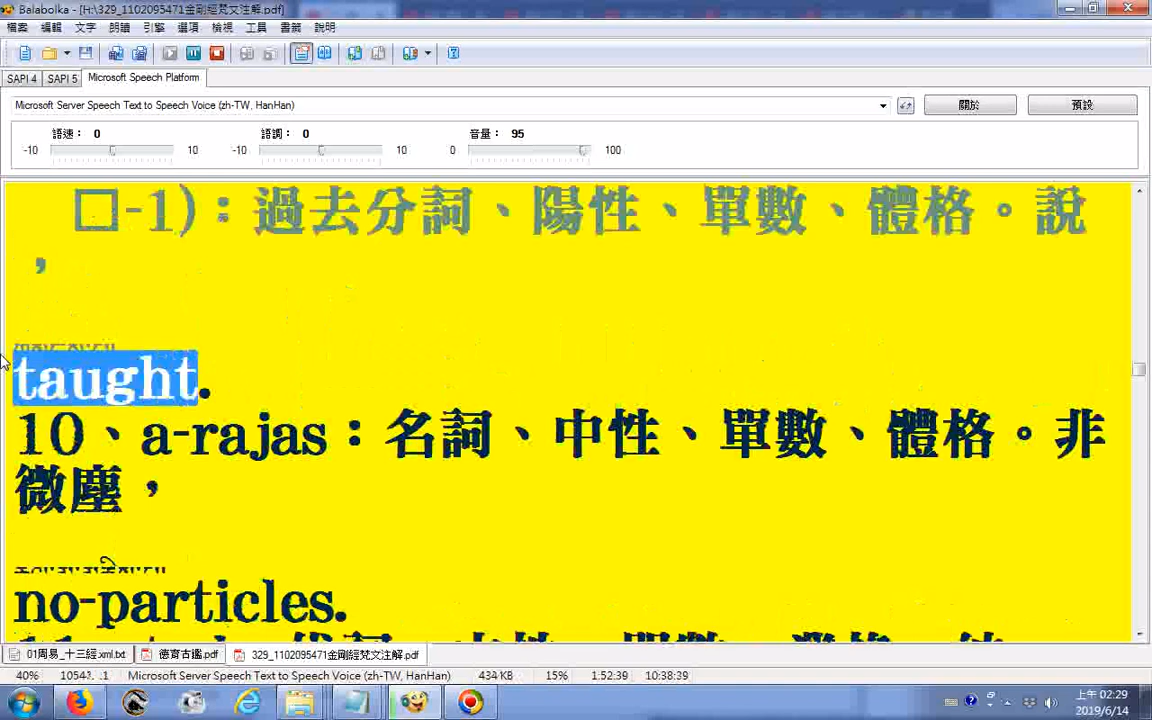 Balabolka - [H:\329_1102095471金剛經梵文注解.pdf]
檔案 編輯 文字 朗讀 引擎 選項 檢視 工具 書籤 說明
SAPI 4 SAPI 5 Microsoft Speech Platform
Microsoft Server Speech Text to Speech Voice (zh-TW, HanHan) 關於 預設
語速： 0 語調： 0 音量： 95
-10 10 -10 10 0 100
□-1)：過去分詞、陽性、單數、體格。說
，
taught.
10、a-rajas：名詞、中性、單數、體格。非
微塵，
no-particles.
01周易_十三經.xml.txt 德育古鑑.pdf 329_1102095471金剛經梵文注解.pdf
40% Microsoft Server Speech Text to Speech Voice (zh-TW, HanHan) 434 KB 15% 1:52:39 10:38:39
上午 02:29
2019/6/14